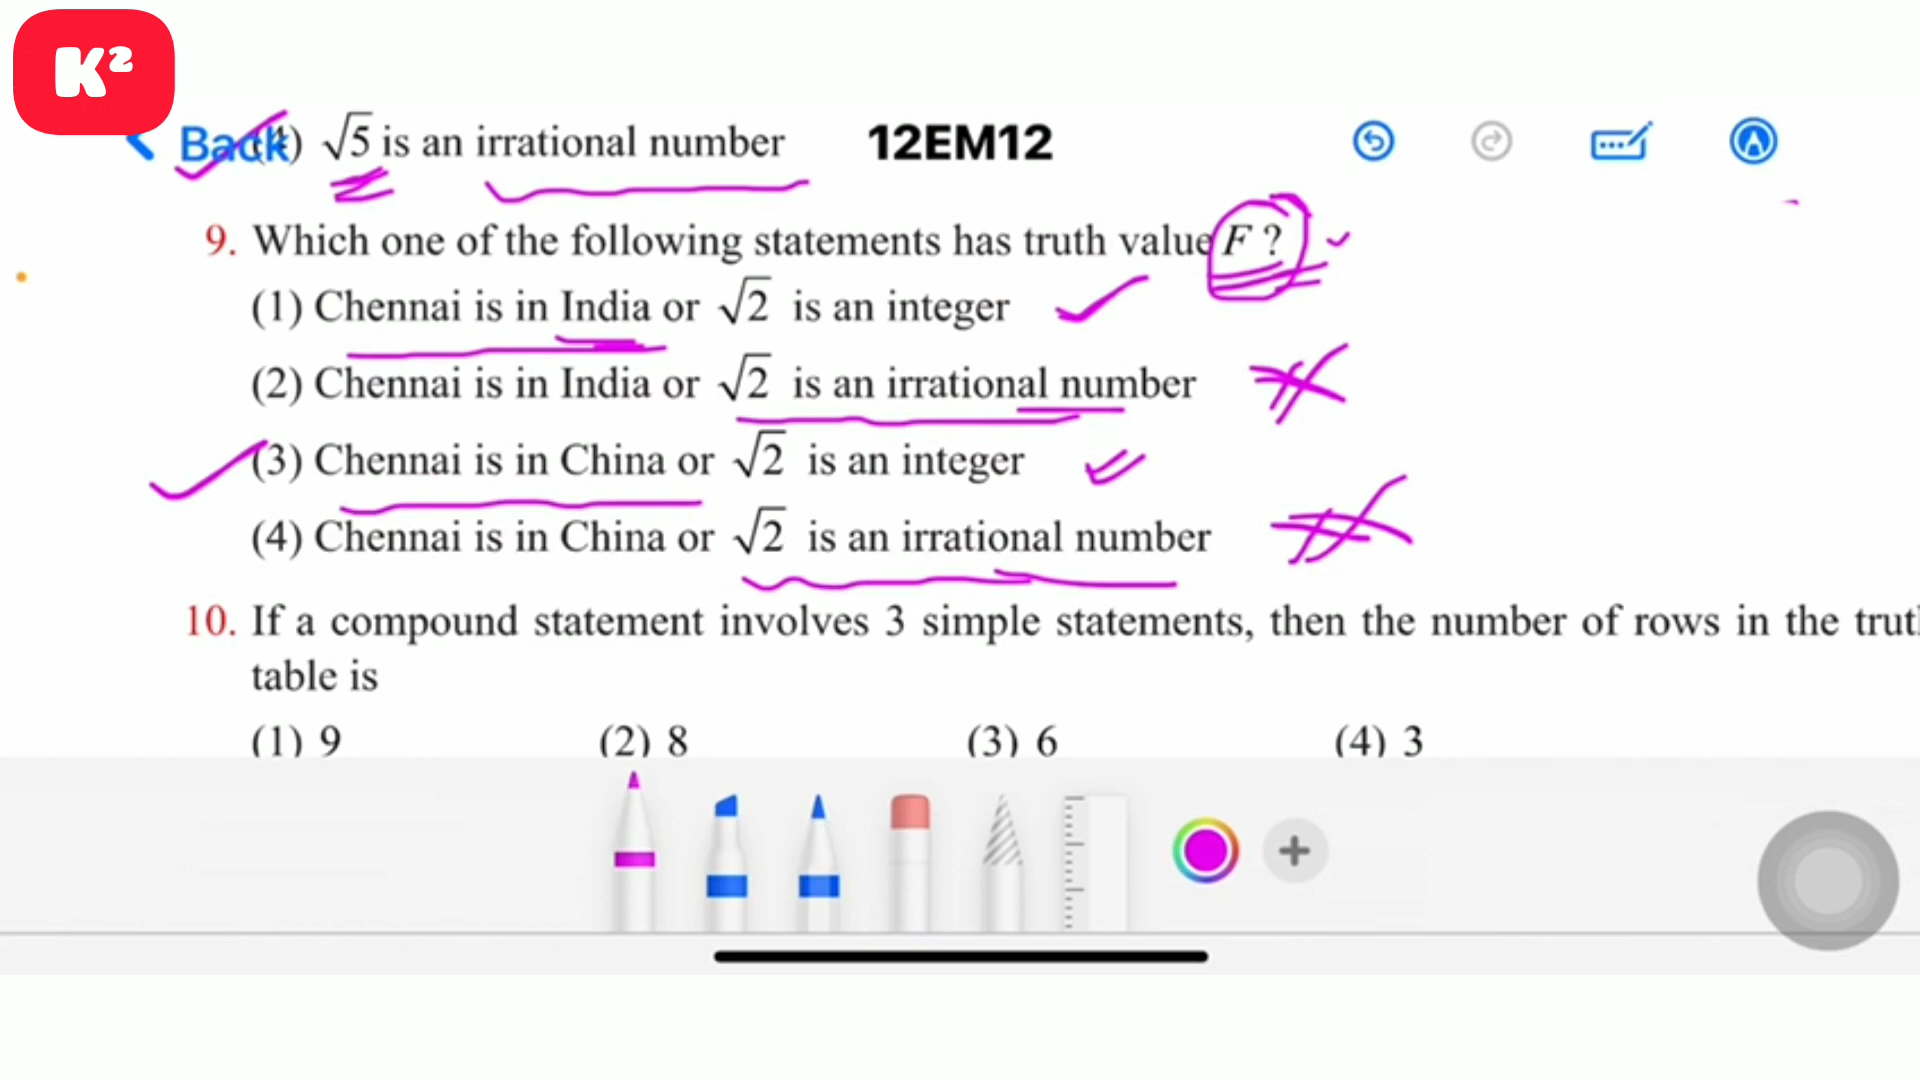 K²
Back
(4) √5 is an irrational number
12EM12
9. Which one of the following statements has truth value F ?
(1) Chennai is in India or √2 is an integer
(2) Chennai is in India or √2 is an irrational number
(3) Chennai is in China or √2 is an integer
(4) Chennai is in China or √2 is an irrational number
10. If a compound statement involves 3 simple statements, then the number of rows in the trut
table is
(1) 9 (2) 8 (3) 6 (4) 3